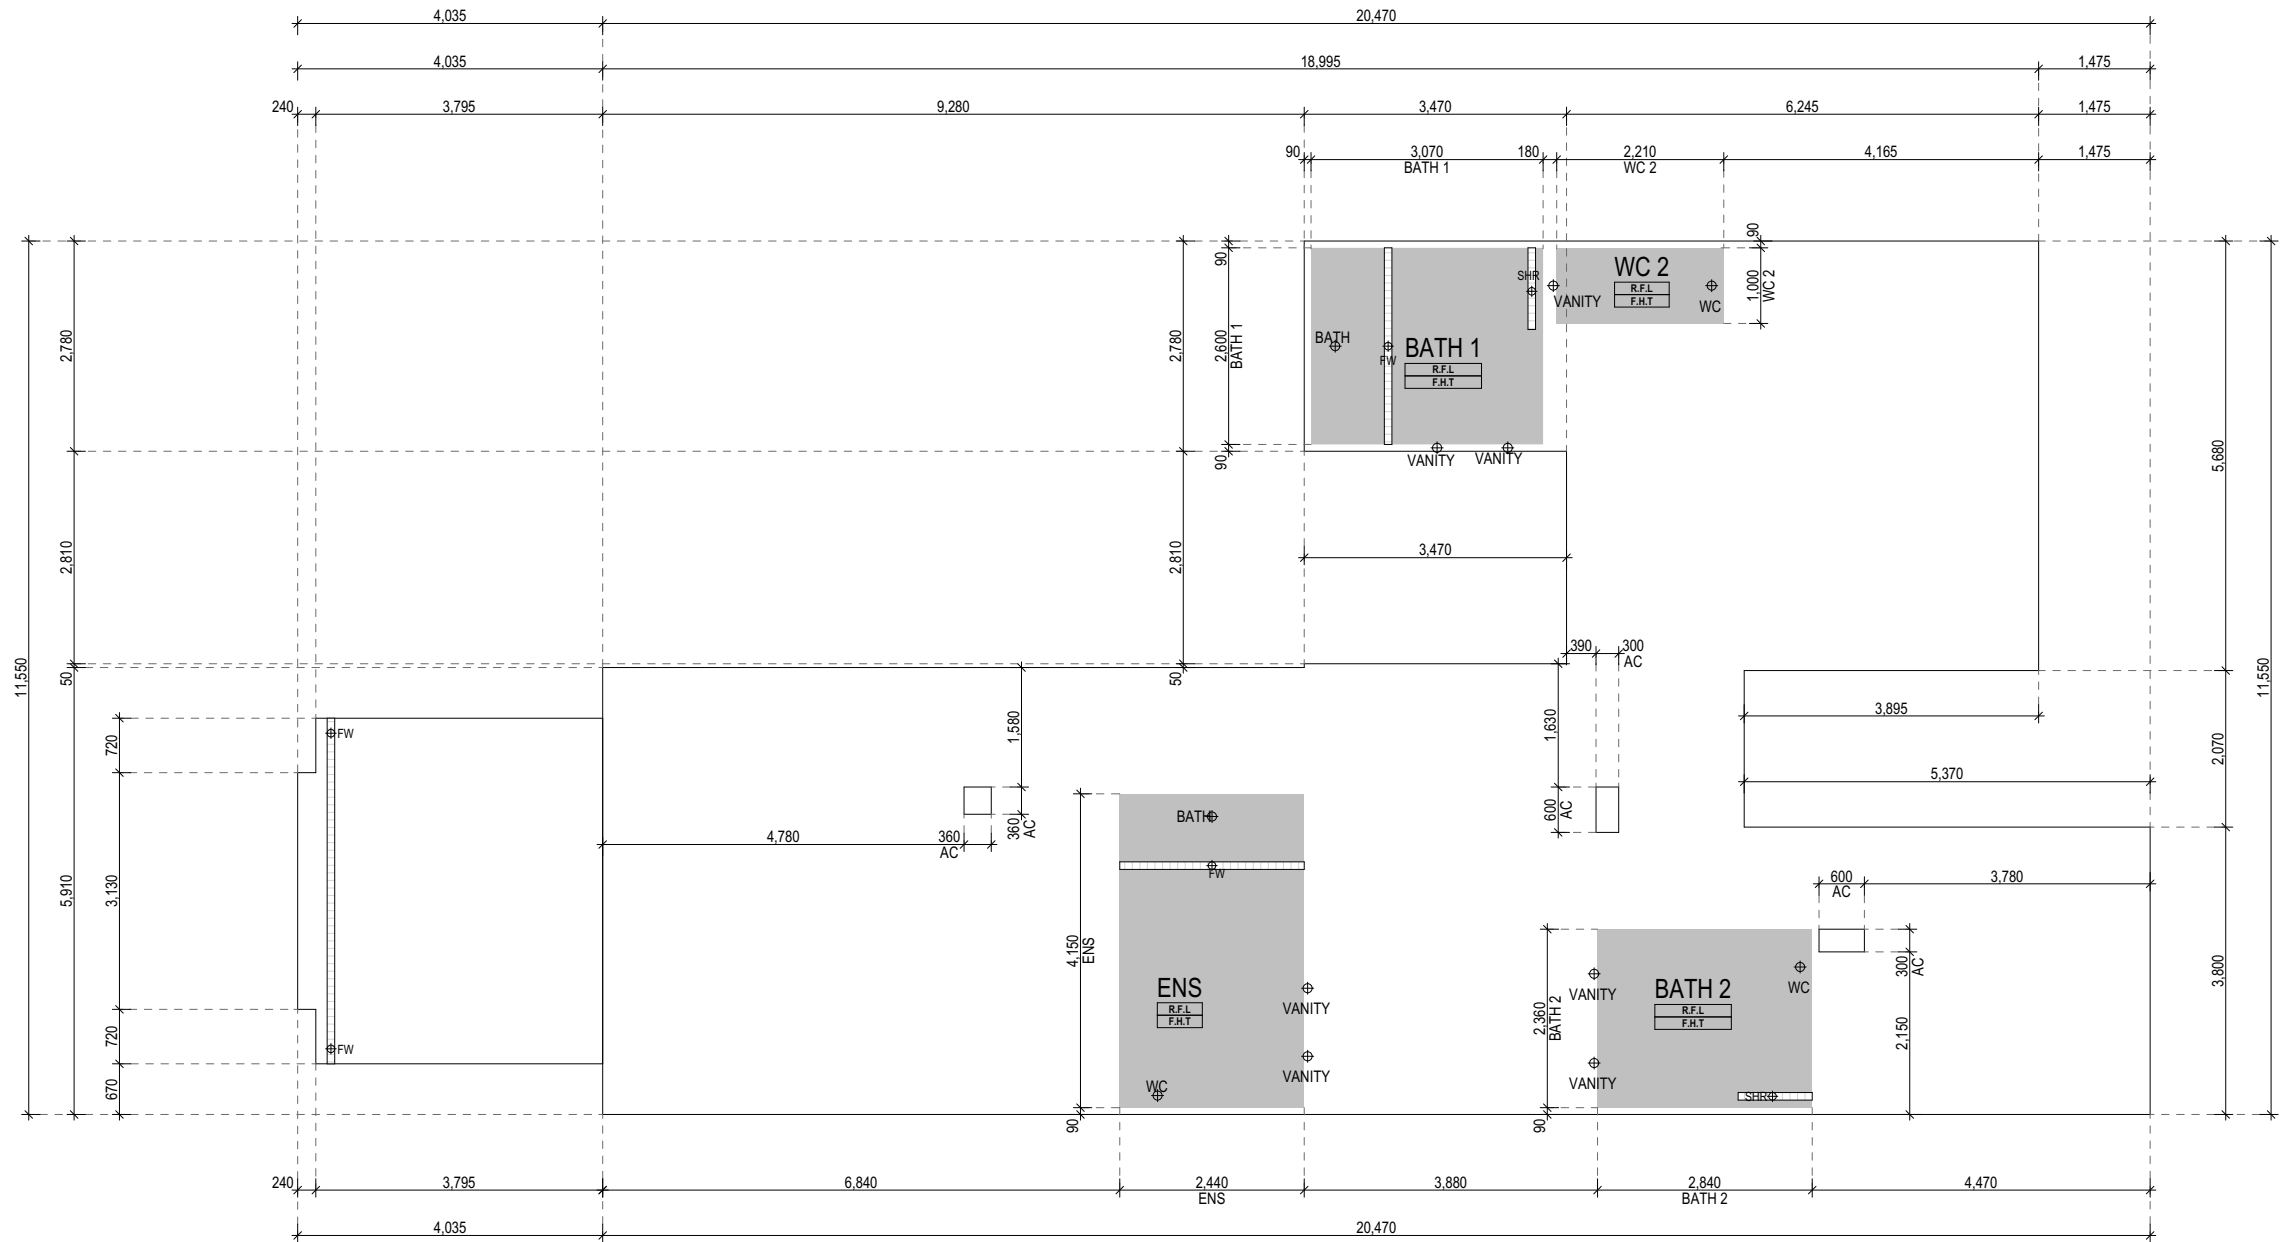 4,035 20,470
4,035 18,995 1,475
240 3,795 9,280 3,470 6,245 1,475
90 3,070 180 2,210 4,165 1,475
BATH 1 WC 2
90
90
WC 2
R.F.L
F.H.T
SHR
VANITY
WC
1,000
WC 2
2,780
2,780
2,600
BATH 1
BATH
FW
BATH 1
R.F.L
F.H.T
90
VANITY VANITY
5,680
2,810
2,810
3,470
390 300
AC
11,550
50
50
11,550
1,580
1,630
3,895
2,070
5,370
720
FW
600
AC
BATH
360
AC
4,780 360
AC
FW
600 3,780
AC
5,910
3,130
4,150
ENS
300
AC
3,800
ENS
R.F.L
F.H.T
VANITY
VANITY
BATH 2
R.F.L
F.H.T
WC
2,360
BATH 2
2,150
720
FW
VANITY
VANITY
670
WC
SHR
90
90
240 3,795 6,840 2,440 3,880 2,840 4,470
ENS BATH 2
4,035 20,470